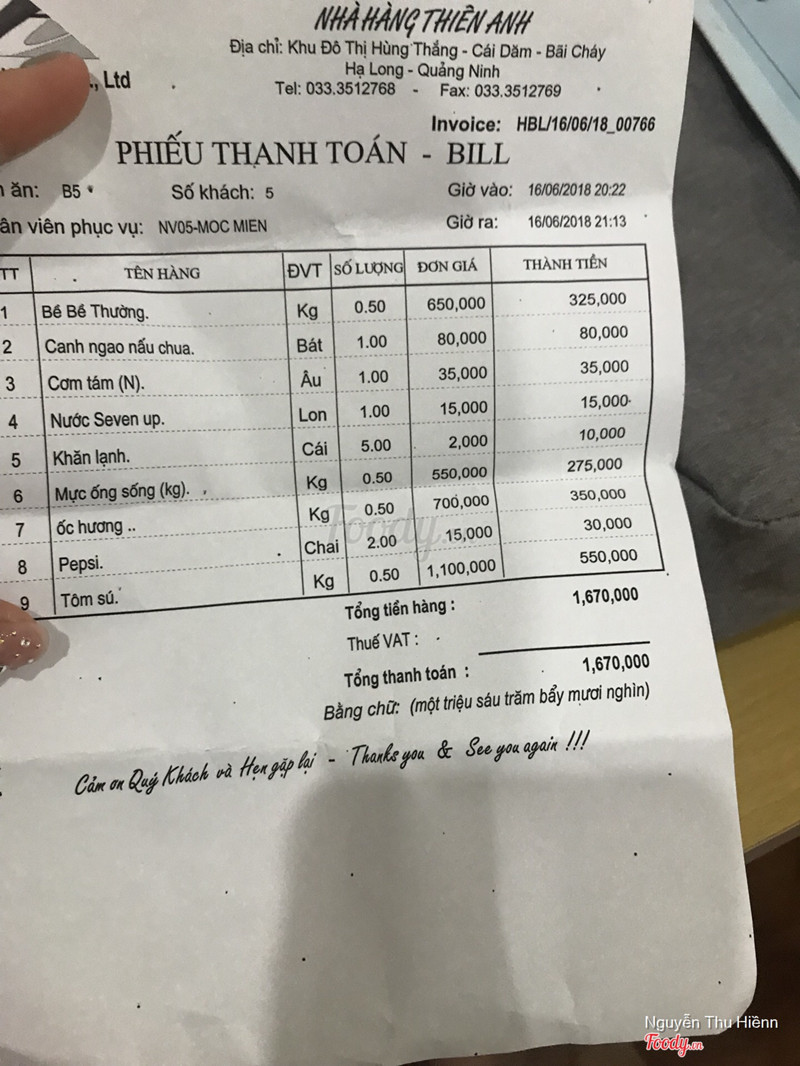 NHÀ HÀNG THIÊN ANH
., Ltd
Địa chỉ: Khu Đô Thị Hùng Thắng - Cái Dăm - Bãi Cháy
Hạ Long - Quảng Ninh
Tel: 033.3512768 - Fax: 033.3512769
Invoice: HBL/16/06/18_00766
PHIẾU THANH TOÁN - BILL
ăn: B5 Số khách: 5 Giờ vào: 16/06/2018 20:22
ân viên phục vụ: NV05-MOC MIEN Giờ ra: 16/06/2018 21:13
TT TÊN HÀNG ĐVT SỐ LƯỢNG ĐƠN GIÁ THÀNH TIỀN
1 Bề Bề Thường. Kg 0.50 650,000 325,000
2 Canh ngao nấu chua. Bát 1.00 80,000 80,000
3 Cơm tám (N). Âu 1.00 35,000 35,000
4 Nước Seven up. Lon 1.00 15,000 15,000
5 Khăn lạnh. Cái 5.00 2,000 10,000
6 Mực ống sống (kg). Kg 0.50 550,000 275,000
7 ốc hương .. Kg 0.50 700,000 350,000
8 Pepsi. Chai 2.00 15,000 30,000
9 Tôm sú. Kg 0.50 1,100,000 550,000
Tổng tiền hàng : 1,670,000
Thuế VAT :
Tổng thanh toán : 1,670,000
Bằng chữ: (một triệu sáu trăm bẩy mươi nghìn)
Cảm ơn Quý Khách và Hẹn gặp lại - Thanks you & See you again !!!
Foody.vn
Nguyễn Thu Hiềnn
Foody.vn